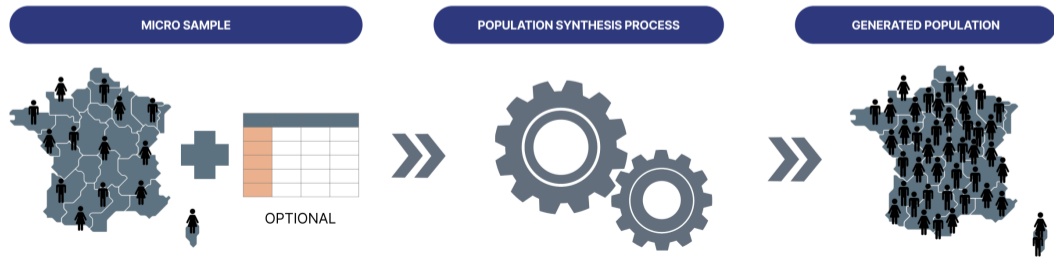 MICRO SAMPLE
POPULATION SYNTHESIS PROCESS
GENERATED POPULATION
OPTIONAL